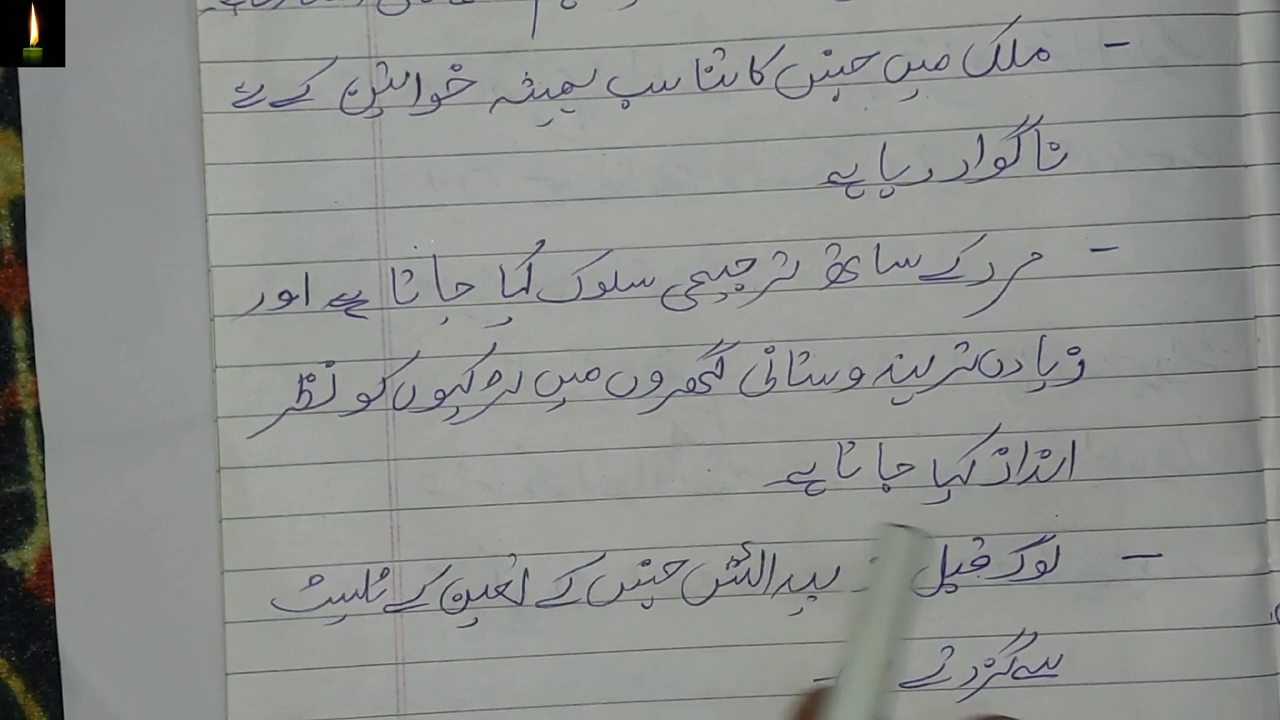 - ملک میں جنس کا تناسب ہمیشہ خواتین کے لئے
ناگوار رہا ہے
- مرد کے ساتھ ترجیحی سلوک کیا جاتا ہے اور
زیادہ تر ہندوستانی گھروں میں لڑکیوں کو نظر
انداز کیا جاتا ہے
- لوگ قبل پیدائش جنس کے تعین کے ٹیسٹ
سے گزرتے